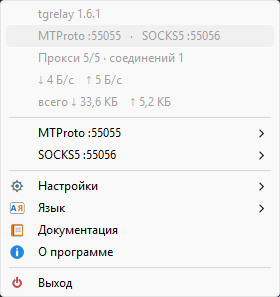 tgrelay 1.6.1
MTProto :55055 · SOCKS5 :55056
Прокси 5/5 · соединений 1
↓ 4 Б/с ↑ 5 Б/с
всего ↓ 33,6 КБ ↑ 5,2 КБ
MTProto :55055
SOCKS5 :55056
Настройки
АЯ Язык
Документация
О программе
Выход